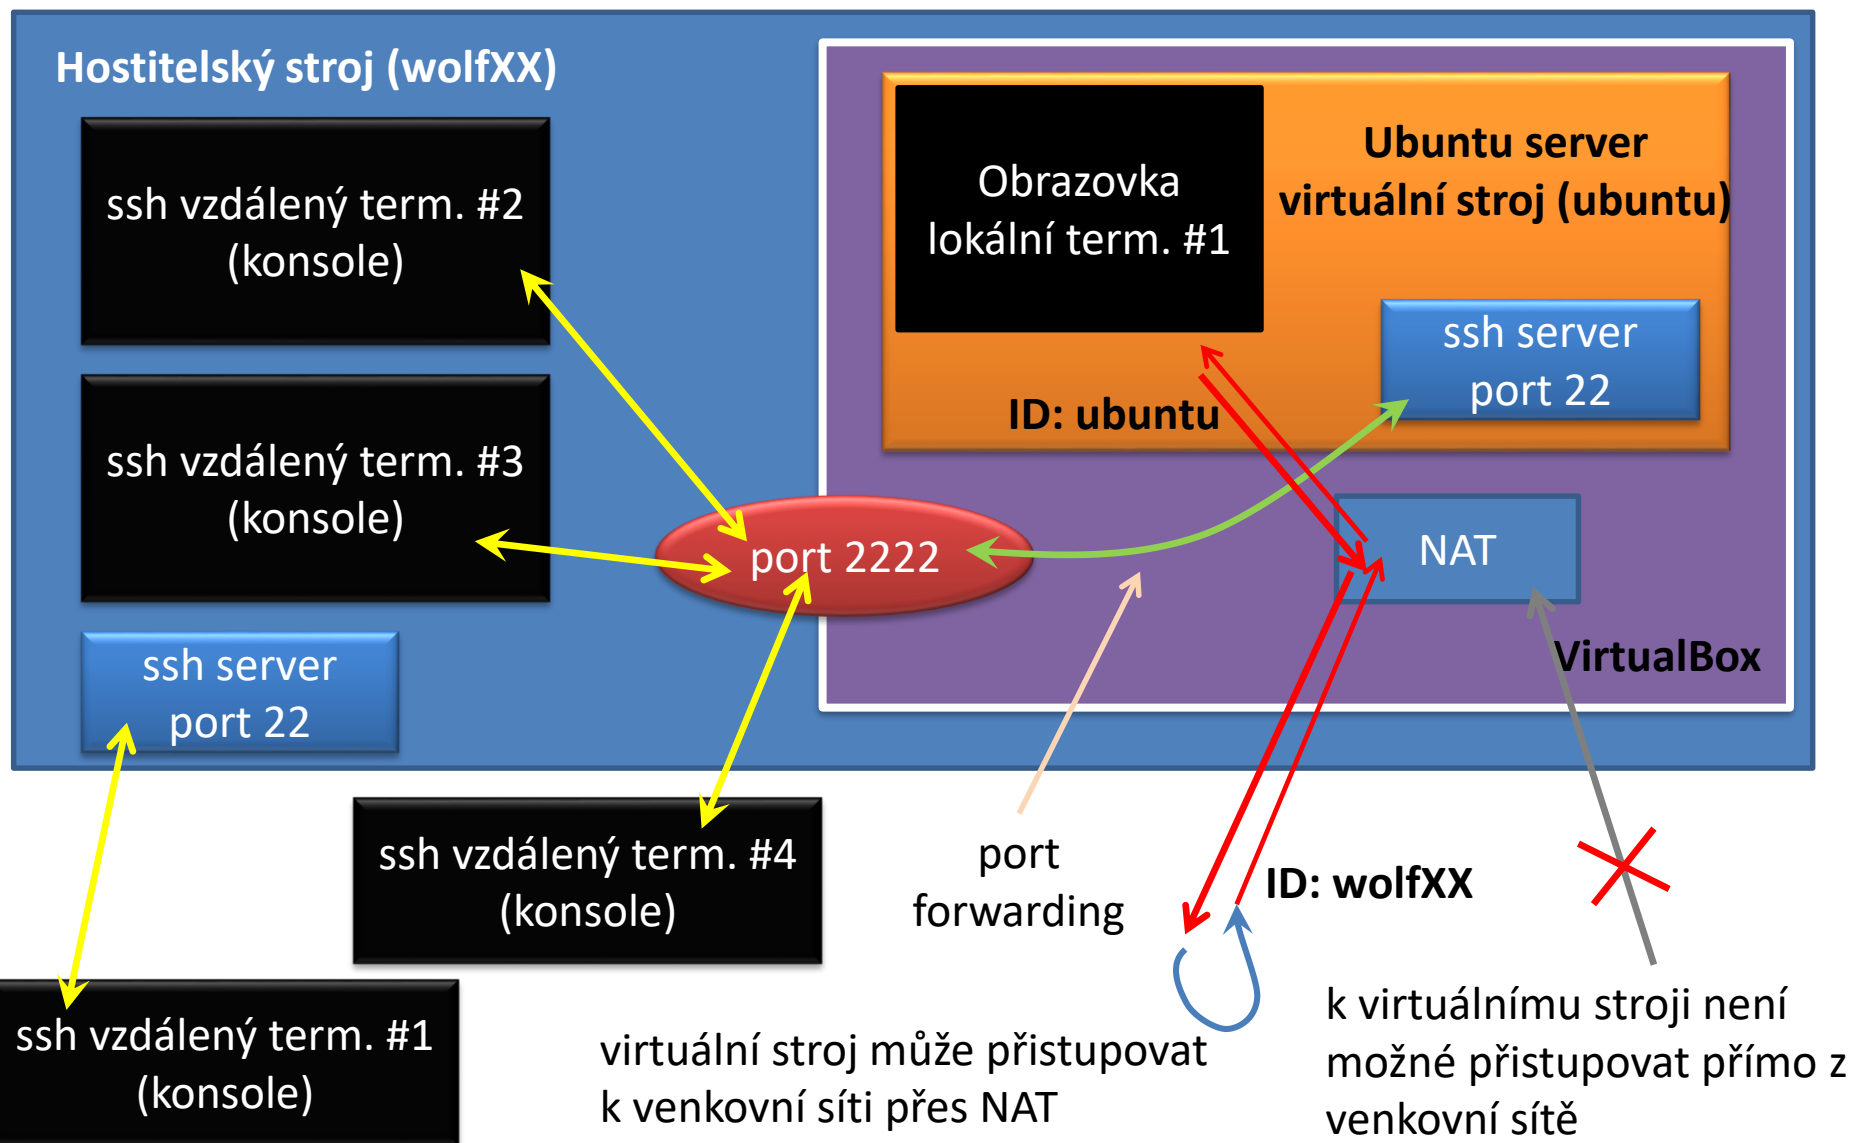 Hostitelský stroj (wolfXX)
ssh vzdálený term. #2
(konsole)
ssh vzdálený term. #3
(konsole)
ssh server
port 22
Obrazovka
lokální term. #1
Ubuntu server
virtuální stroj (ubuntu)
ssh server
port 22
ID: ubuntu
port 2222
NAT
VirtualBox
ssh vzdálený term. #4
(konsole)
port
forwarding
ID: wolfXX
ssh vzdálený term. #1
(konsole)
virtuální stroj může přistupovat
k venkovní síti přes NAT
k virtuálnímu stroji není
možné přistupovat přímo z
venkovní sítě